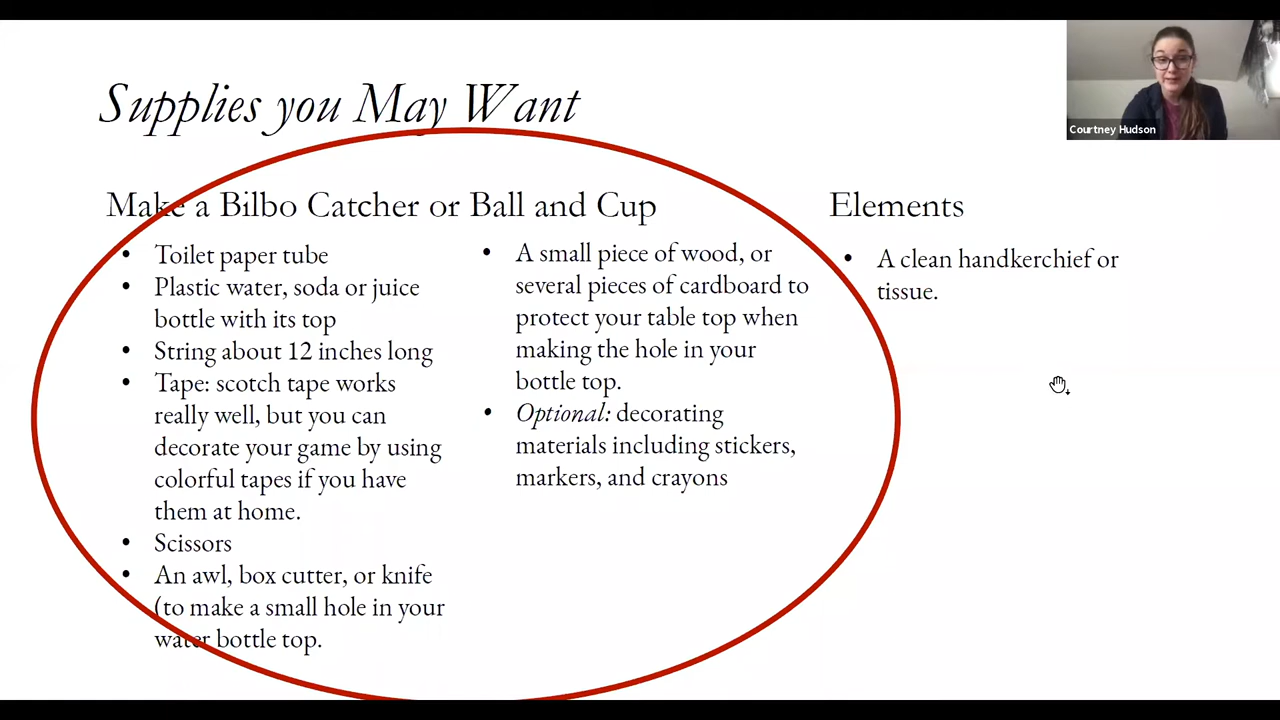 Supplies you May Want
Courtney Hudson
Make a Bilbo Catcher or Ball and Cup
• Toilet paper tube
• Plastic water, soda or juice
bottle with its top
• String about 12 inches long
• Tape: scotch tape works
really well, but you can
decorate your game by using
colorful tapes if you have
them at home.
• Scissors
• An awl, box cutter, or knife
(to make a small hole in your
water bottle top.
• A small piece of wood, or
several pieces of cardboard to
protect your table top when
making the hole in your
bottle top.
• Optional: decorating
materials including stickers,
markers, and crayons
Elements
• A clean handkerchief or
tissue.